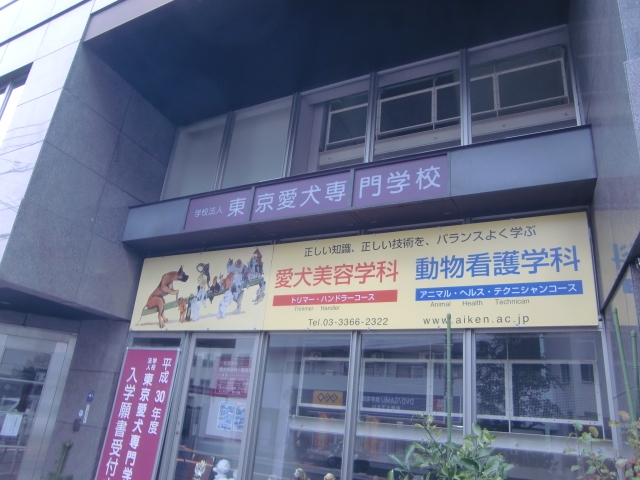 学校法人 東京愛犬専門学校
正しい知識、正しい技術を、バランスよく学ぶ
愛犬美容学科
動物看護学科
トリマー・ハンドラーコース
アニマル・ヘルス・テクニシャンコース
Trimmer Handler
Animal Health Technician
Tel.03-3366-2322
www.aiken.ac.jp
平成30年度
学校法人 東京愛犬専門学
入学願書受付